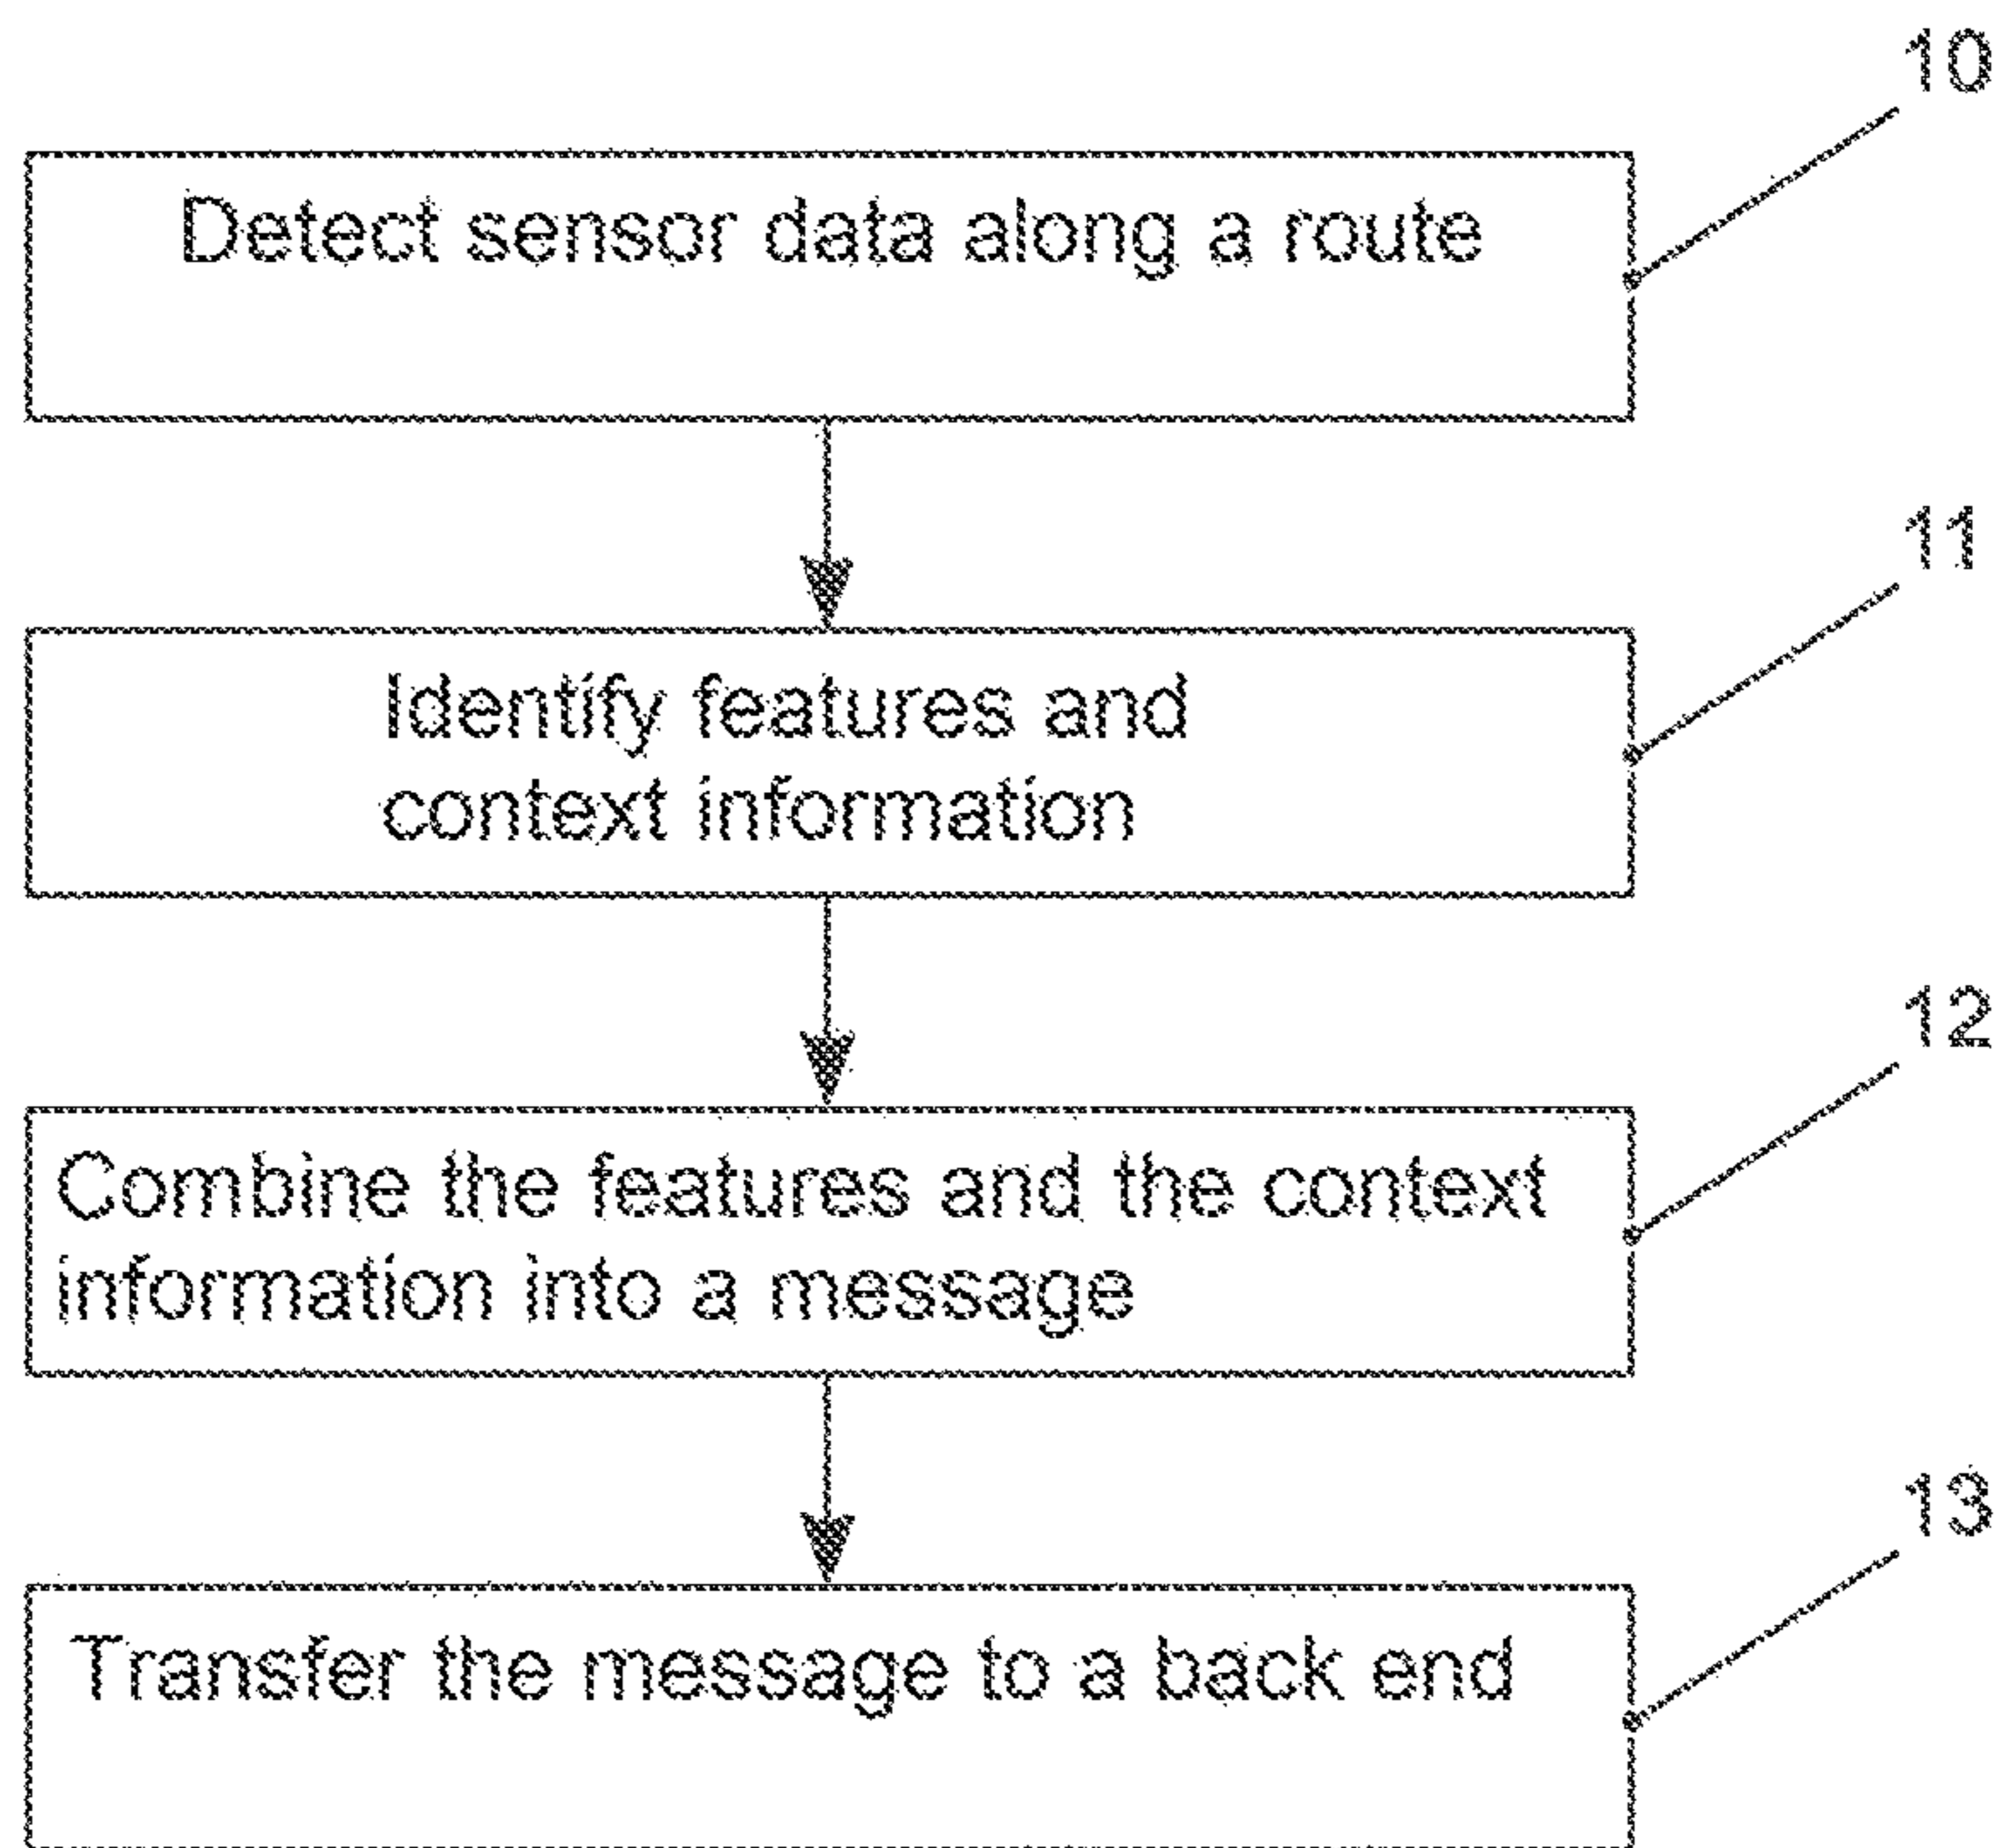 10
Detect sensor data along a route
11
Identify features and
context information
12
Combine the features and the context
information into a message
13
Transfer the message to a back end